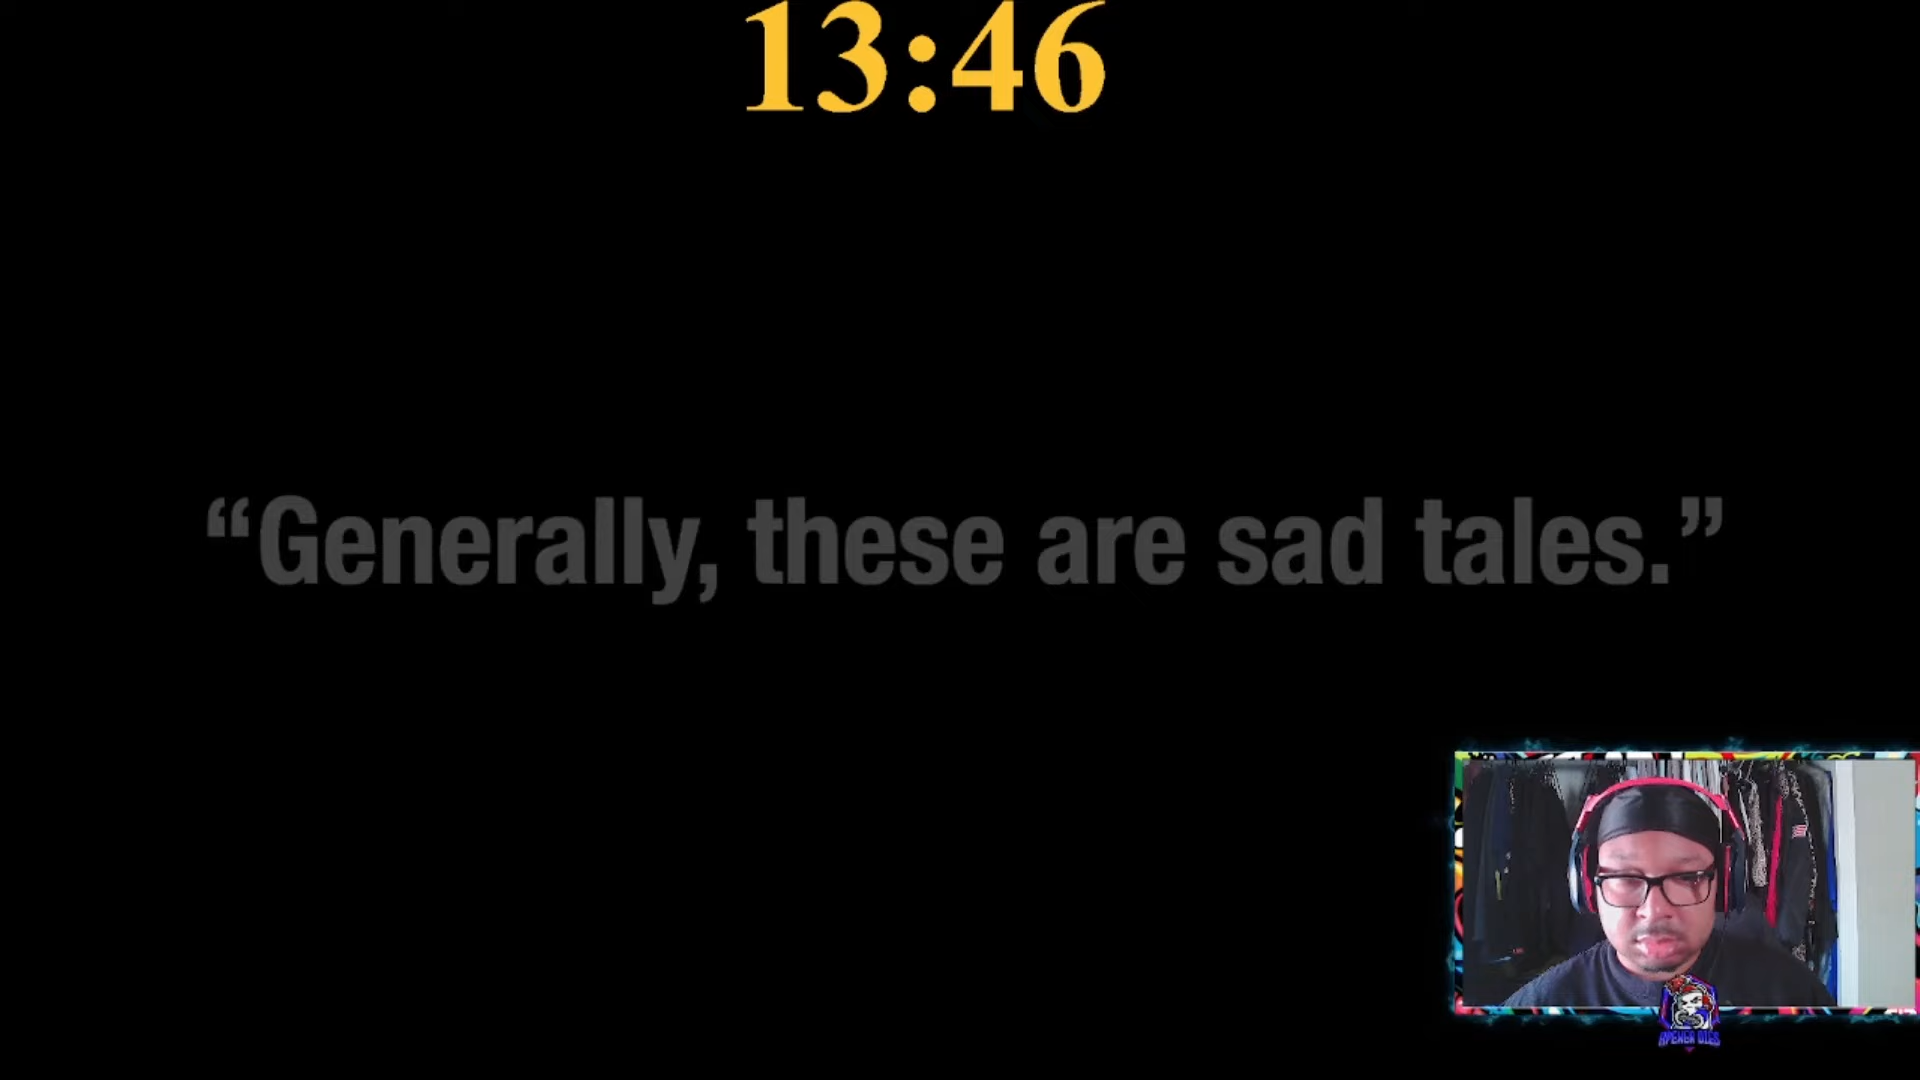 13:46
“Generally, these are sad tales.”